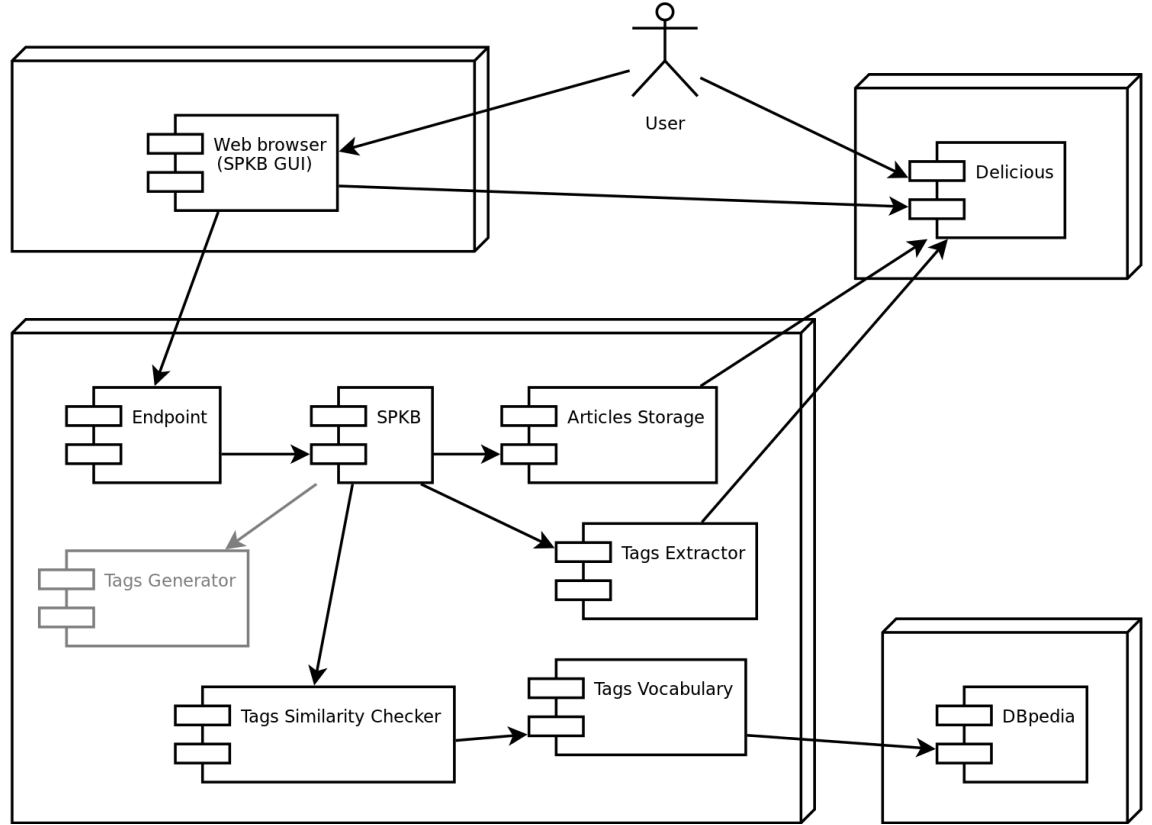 User
Web browser
(SPKB GUI)
Delicious
Endpoint
SPKB
Articles Storage
Tags Extractor
Tags Generator
Tags Vocabulary
Tags Similarity Checker
DBpedia